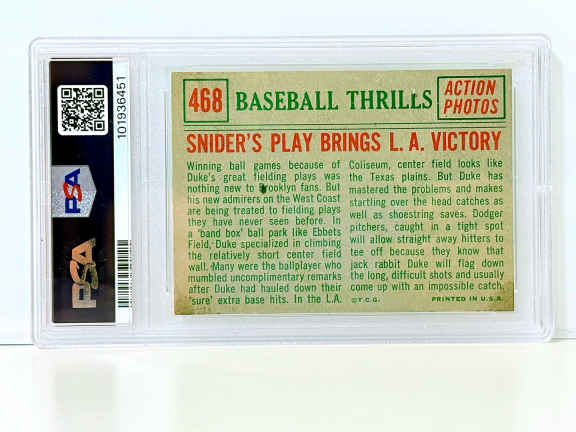 101936451
PSA
PSA
468
BASEBALL THRILLS
ACTION
PHOTOS
SNIDER'S PLAY BRINGS L. A. VICTORY
Winning ball games because of
Duke's great fielding plays was
nothing new to Brooklyn fans. But
his new admirers on the West Coast
are being treated to fielding plays
they have never seen before. In
a 'band box' ball park like Ebbets
Field, Duke specialized in climbing
the relatively short center field
wall. Many were the ballplayer who
mumbled uncomplimentary remarks
after Duke had hauled down their
'sure' extra base hits. In the L.A.
Coliseum, center field looks like
the Texas plains. But Duke has
mastered the problems and makes
startling over the head catches as
well as shoestring saves. Dodger
pitchers, caught in a tight spot
will allow straight away hitters to
tee off because they know that
jack rabbit Duke will flag down
the long, difficult shots and usually
come up with an impossible catch.
© T. C. G.
PRINTED IN U.S.A.